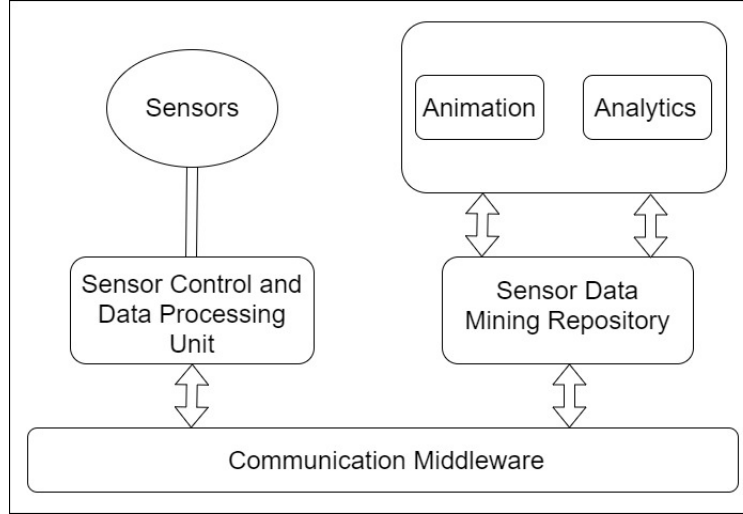 Sensors
Animation
Analytics
Sensor Control and
Data Processing
Unit
Sensor Data
Mining Repository
Communication Middleware